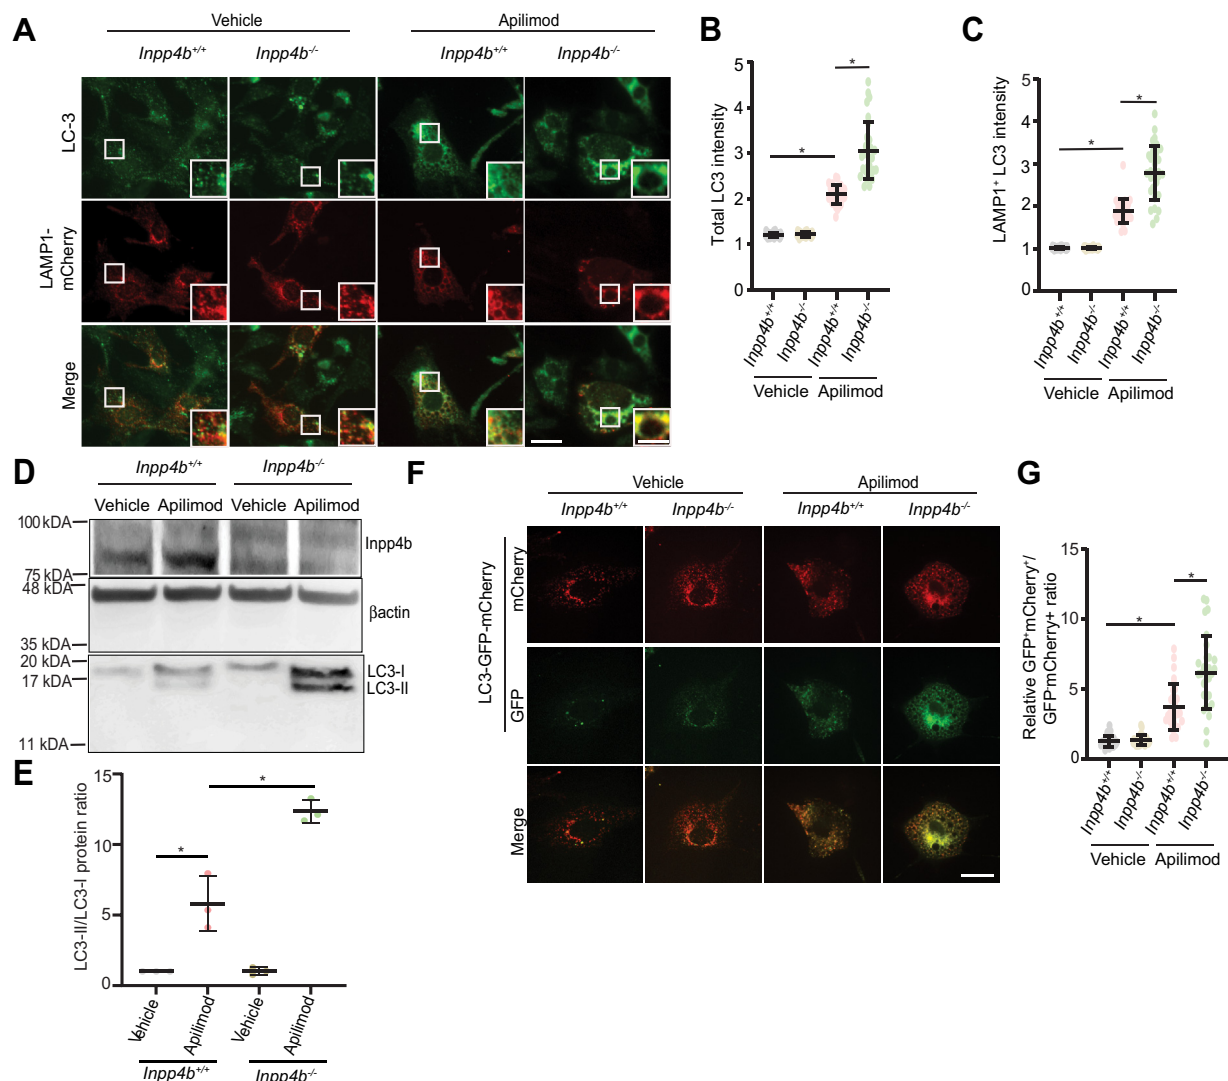 A
Vehicle
Apilimod
Inpp4b+/+
Inpp4b-/-
Inpp4b+/+
Inpp4b-/-
LC-3
LAMP1-
mCherry
Merge
B
Total LC3 intensity
5
4
3
2
1
0
*
*
Inpp4b+/+
Inpp4b-/-
Inpp4b+/+
Inpp4b-/-
Vehicle
Apilimod
C
LAMP1+ LC3 intensity
5
4
3
2
1
0
*
*
Inpp4b+/+
Inpp4b-/-
Inpp4b+/+
Inpp4b-/-
Vehicle
Apilimod
D
Inpp4b+/+
Inpp4b-/-
Vehicle
Apilimod
Vehicle
Apilimod
100 kDA
75 kDA
48 kDA
35 kDA
20 kDA
17 kDA
11 kDA
Inpp4b
βactin
LC3-I
LC3-II
E
LC3-II/LC3-I protein ratio
15
10
5
0
*
*
Vehicle
Apilimod
Vehicle
Apilimod
Inpp4b+/+
Inpp4b-/-
F
Vehicle
Apilimod
Inpp4b+/+
Inpp4b-/-
Inpp4b+/+
Inpp4b-/-
LC3-GFP-mCherry
mCherry
GFP
Merge
G
Relative GFP+mCherry+/
GFP-mCherry+ ratio
15
10
5
0
*
*
Inpp4b+/+
Inpp4b-/-
Inpp4b+/+
Inpp4b-/-
Vehicle
Apilimod